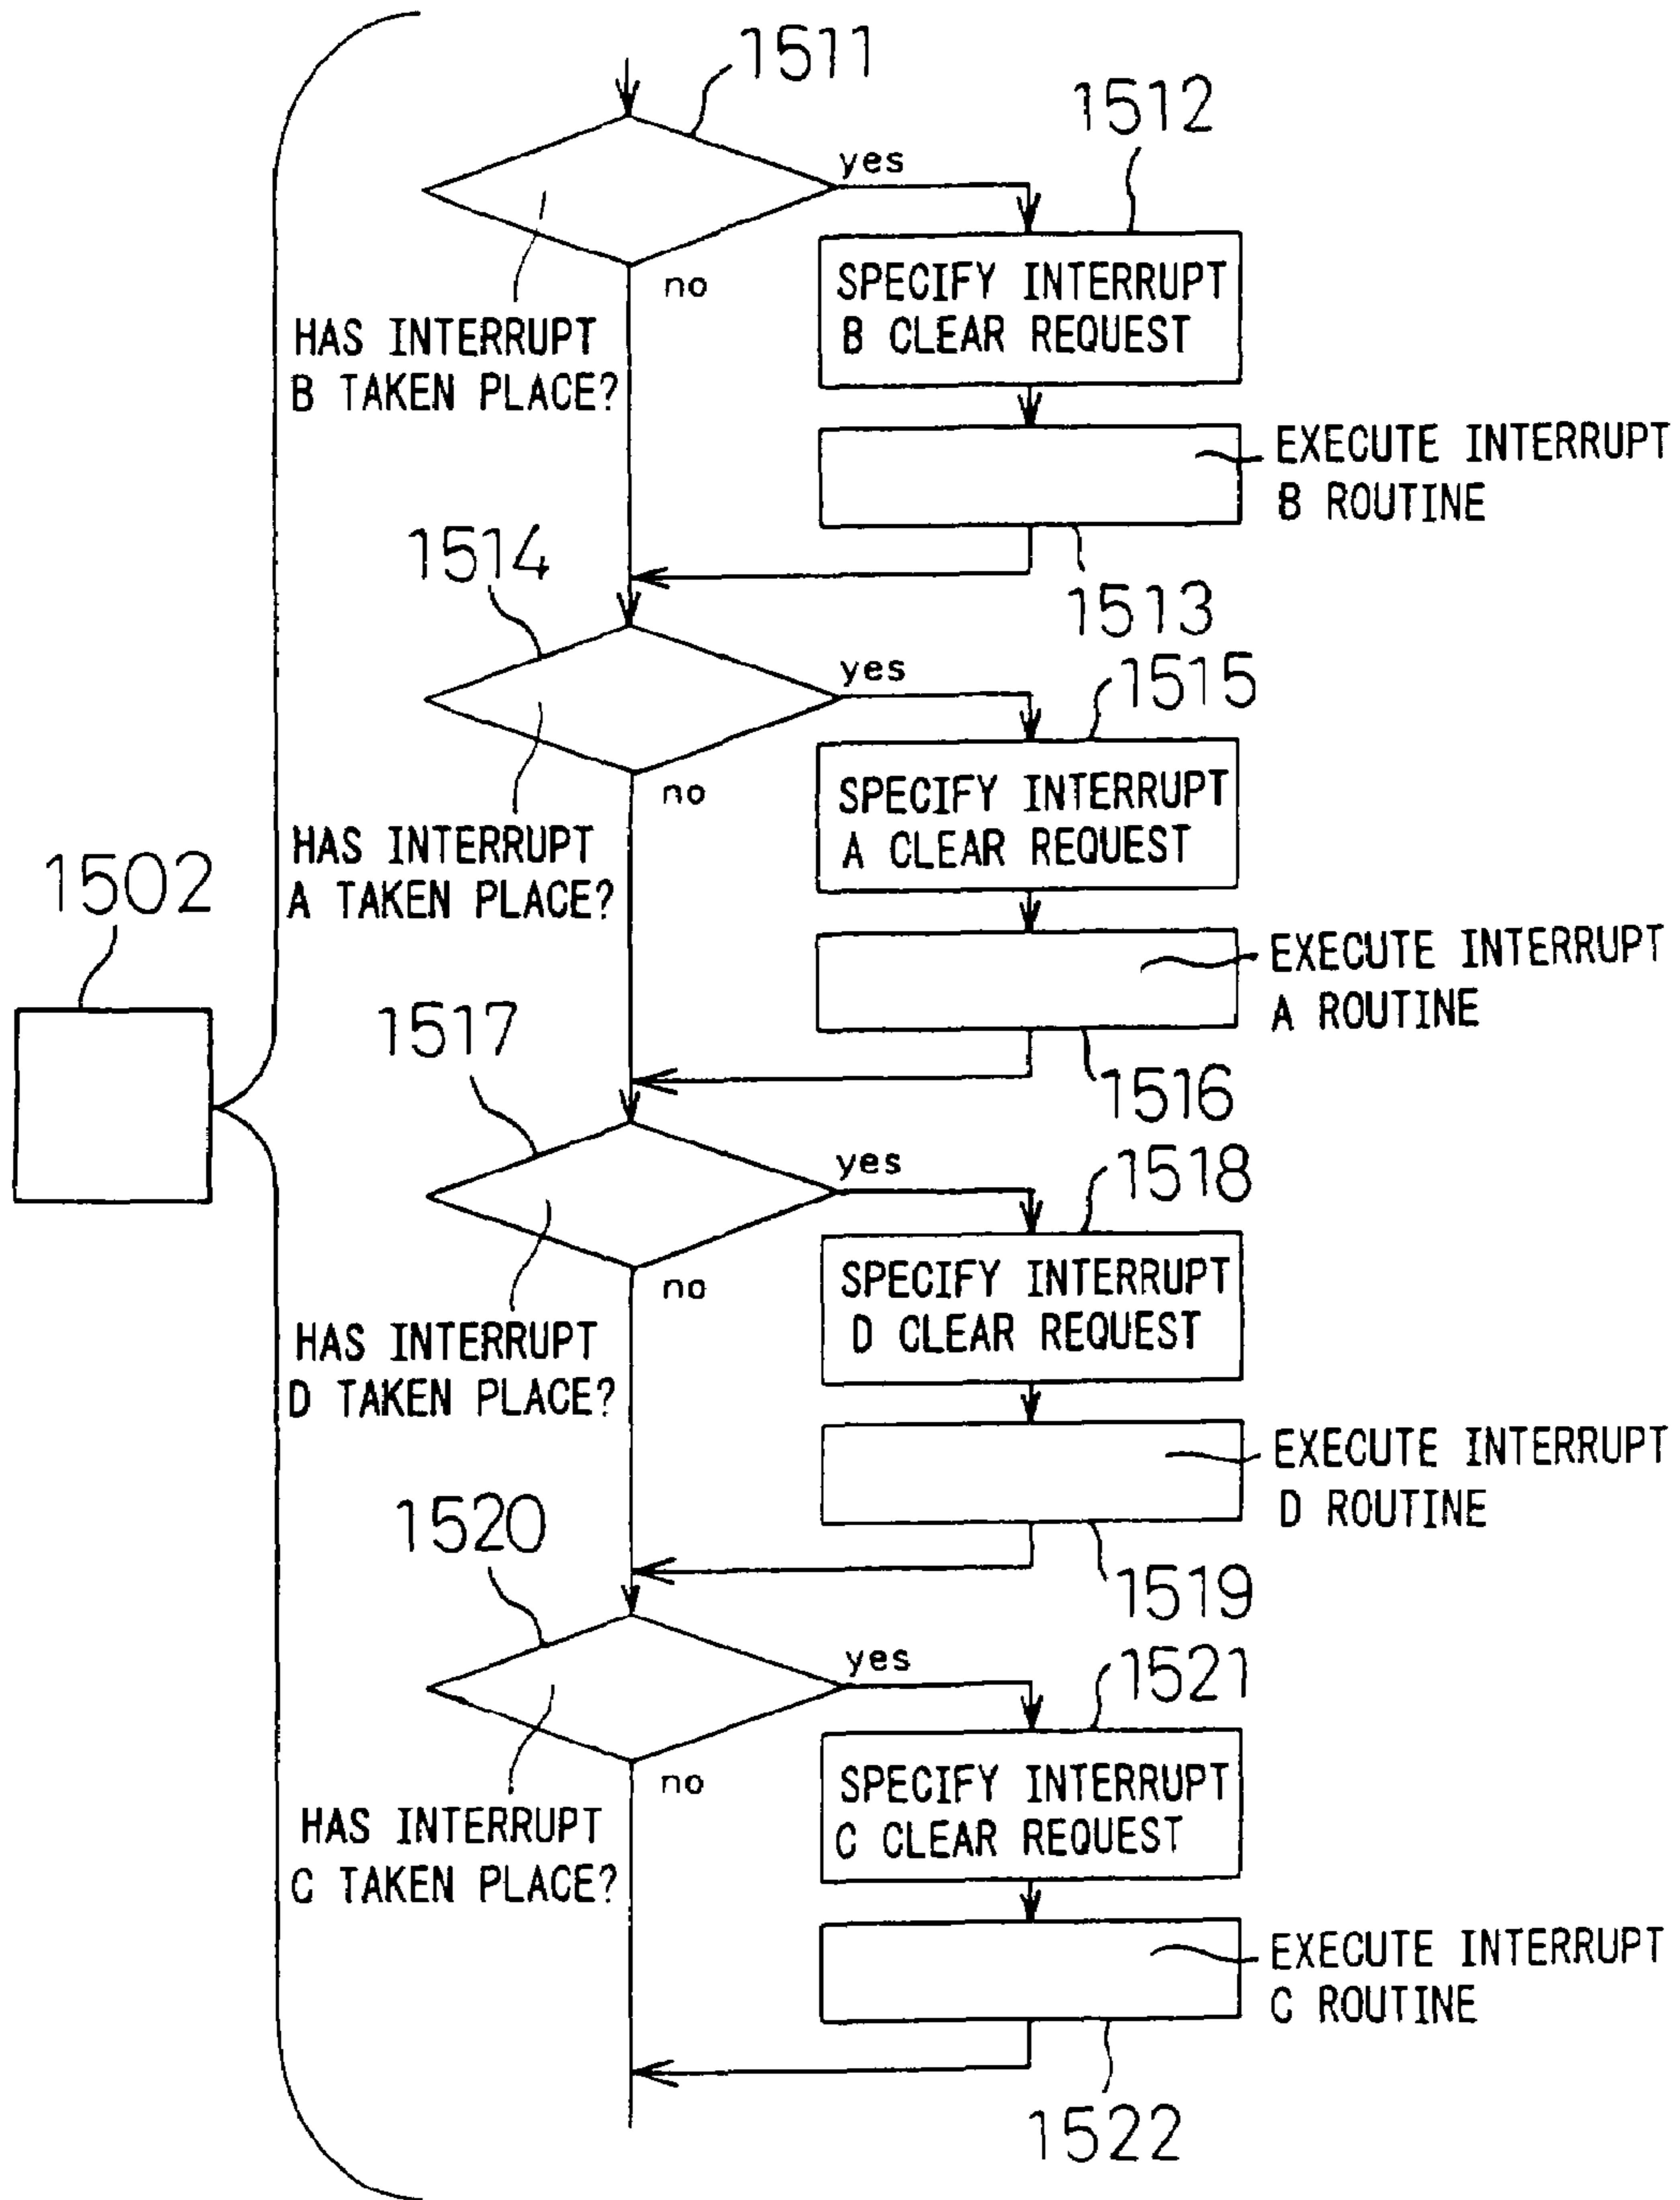 1511
1512
yes
SPECIFY INTERRUPT
B CLEAR REQUEST
no
HAS INTERRUPT
B TAKEN PLACE?
EXECUTE INTERRUPT
B ROUTINE
1513
1514
yes
1515
SPECIFY INTERRUPT
A CLEAR REQUEST
no
HAS INTERRUPT
A TAKEN PLACE?
1502
EXECUTE INTERRUPT
A ROUTINE
1516
1517
yes
1518
SPECIFY INTERRUPT
D CLEAR REQUEST
no
HAS INTERRUPT
D TAKEN PLACE?
EXECUTE INTERRUPT
D ROUTINE
1519
1520
yes
1521
SPECIFY INTERRUPT
C CLEAR REQUEST
no
HAS INTERRUPT
C TAKEN PLACE?
EXECUTE INTERRUPT
C ROUTINE
1522